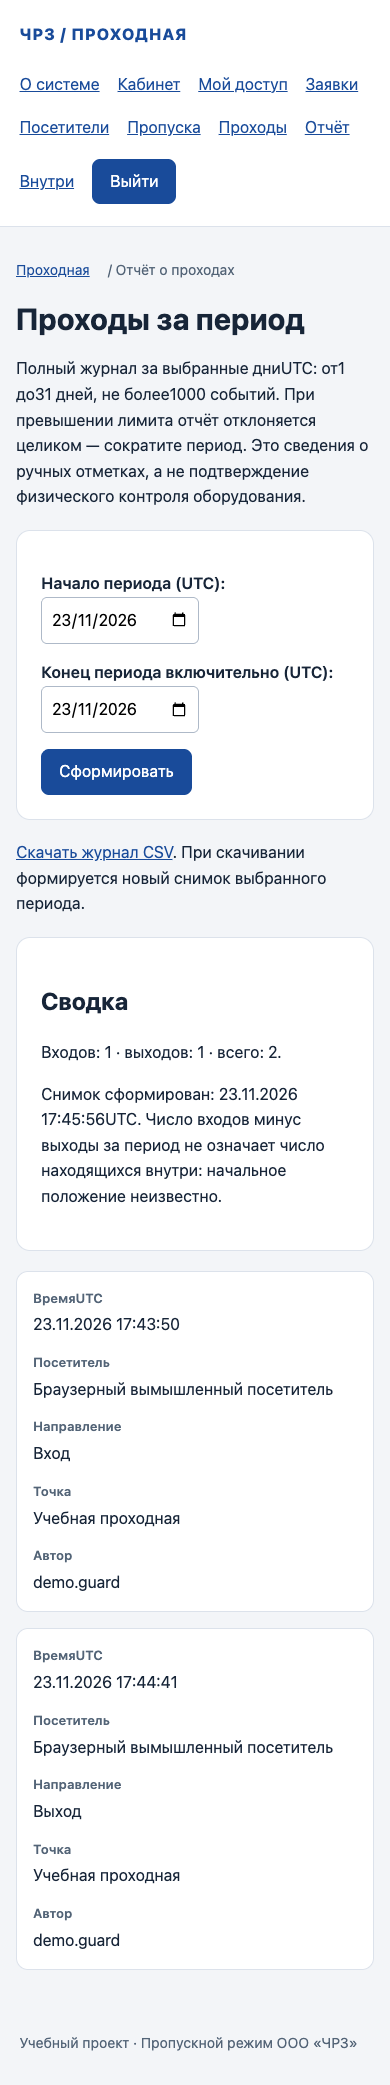 ЧРЗ / ПРОХОДНАЯ
О системе Кабинет Мой доступ Заявки
Посетители Пропуска Проходы Отчёт
Внутри Выйти
Проходная / Отчёт о проходах
Проходы за период
Полный журнал за выбранные дниUTC: от1
до31 дней, не более1000 событий. При
превышении лимита отчёт отклоняется
целиком — сократите период. Это сведения о
ручных отметках, а не подтверждение
физического контроля оборудования.
Начало периода (UTC):
23/11/2026
Конец периода включительно (UTC):
23/11/2026
Сформировать
Скачать журнал CSV. При скачивании
формируется новый снимок выбранного
периода.
Сводка
Входов: 1 · выходов: 1 · всего: 2.
Снимок сформирован: 23.11.2026
17:45:56UTC. Число входов минус
выходы за период не означает число
находящихся внутри: начальное
положение неизвестно.
ВремяUTC
23.11.2026 17:43:50
Посетитель
Браузерный вымышленный посетитель
Направление
Вход
Точка
Учебная проходная
Автор
demo.guard
ВремяUTC
23.11.2026 17:44:41
Посетитель
Браузерный вымышленный посетитель
Направление
Выход
Точка
Учебная проходная
Автор
demo.guard
Учебный проект · Пропускной режим ООО «ЧРЗ»